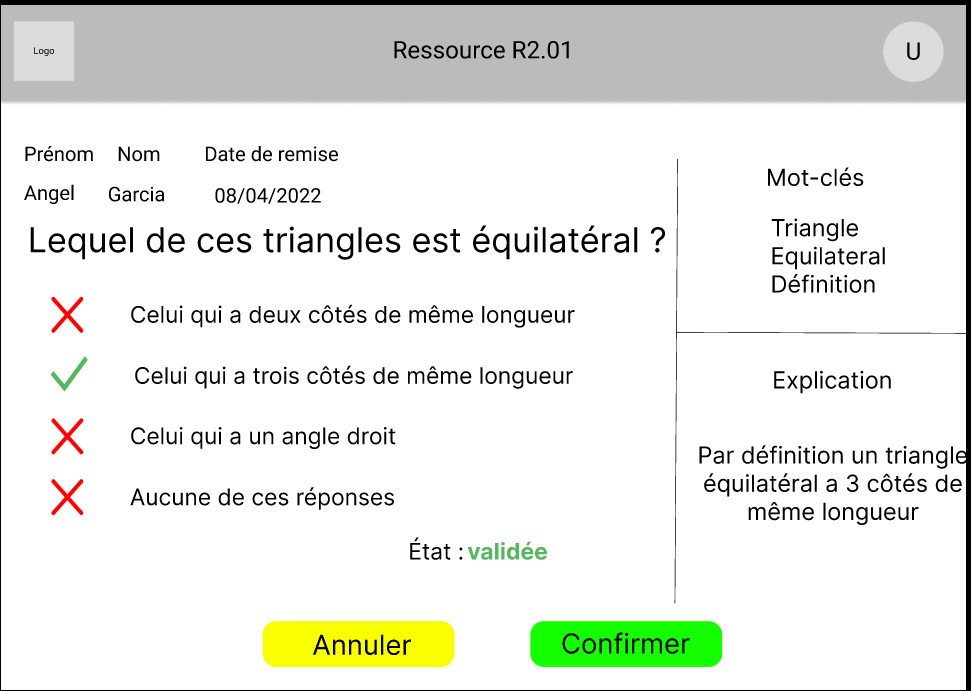 Logo
Ressource R2.01
U
Prénom Nom Date de remise
Angel Garcia 08/04/2022
Lequel de ces triangles est équilatéral ?
Celui qui a deux côtés de même longueur
Celui qui a trois côtés de même longueur
Celui qui a un angle droit
Aucune de ces réponses
État : validée
Mot-clés
Triangle
Equilateral
Définition
Explication
Par définition un triangle
équilatéral a 3 côtés de
même longueur
Annuler
Confirmer